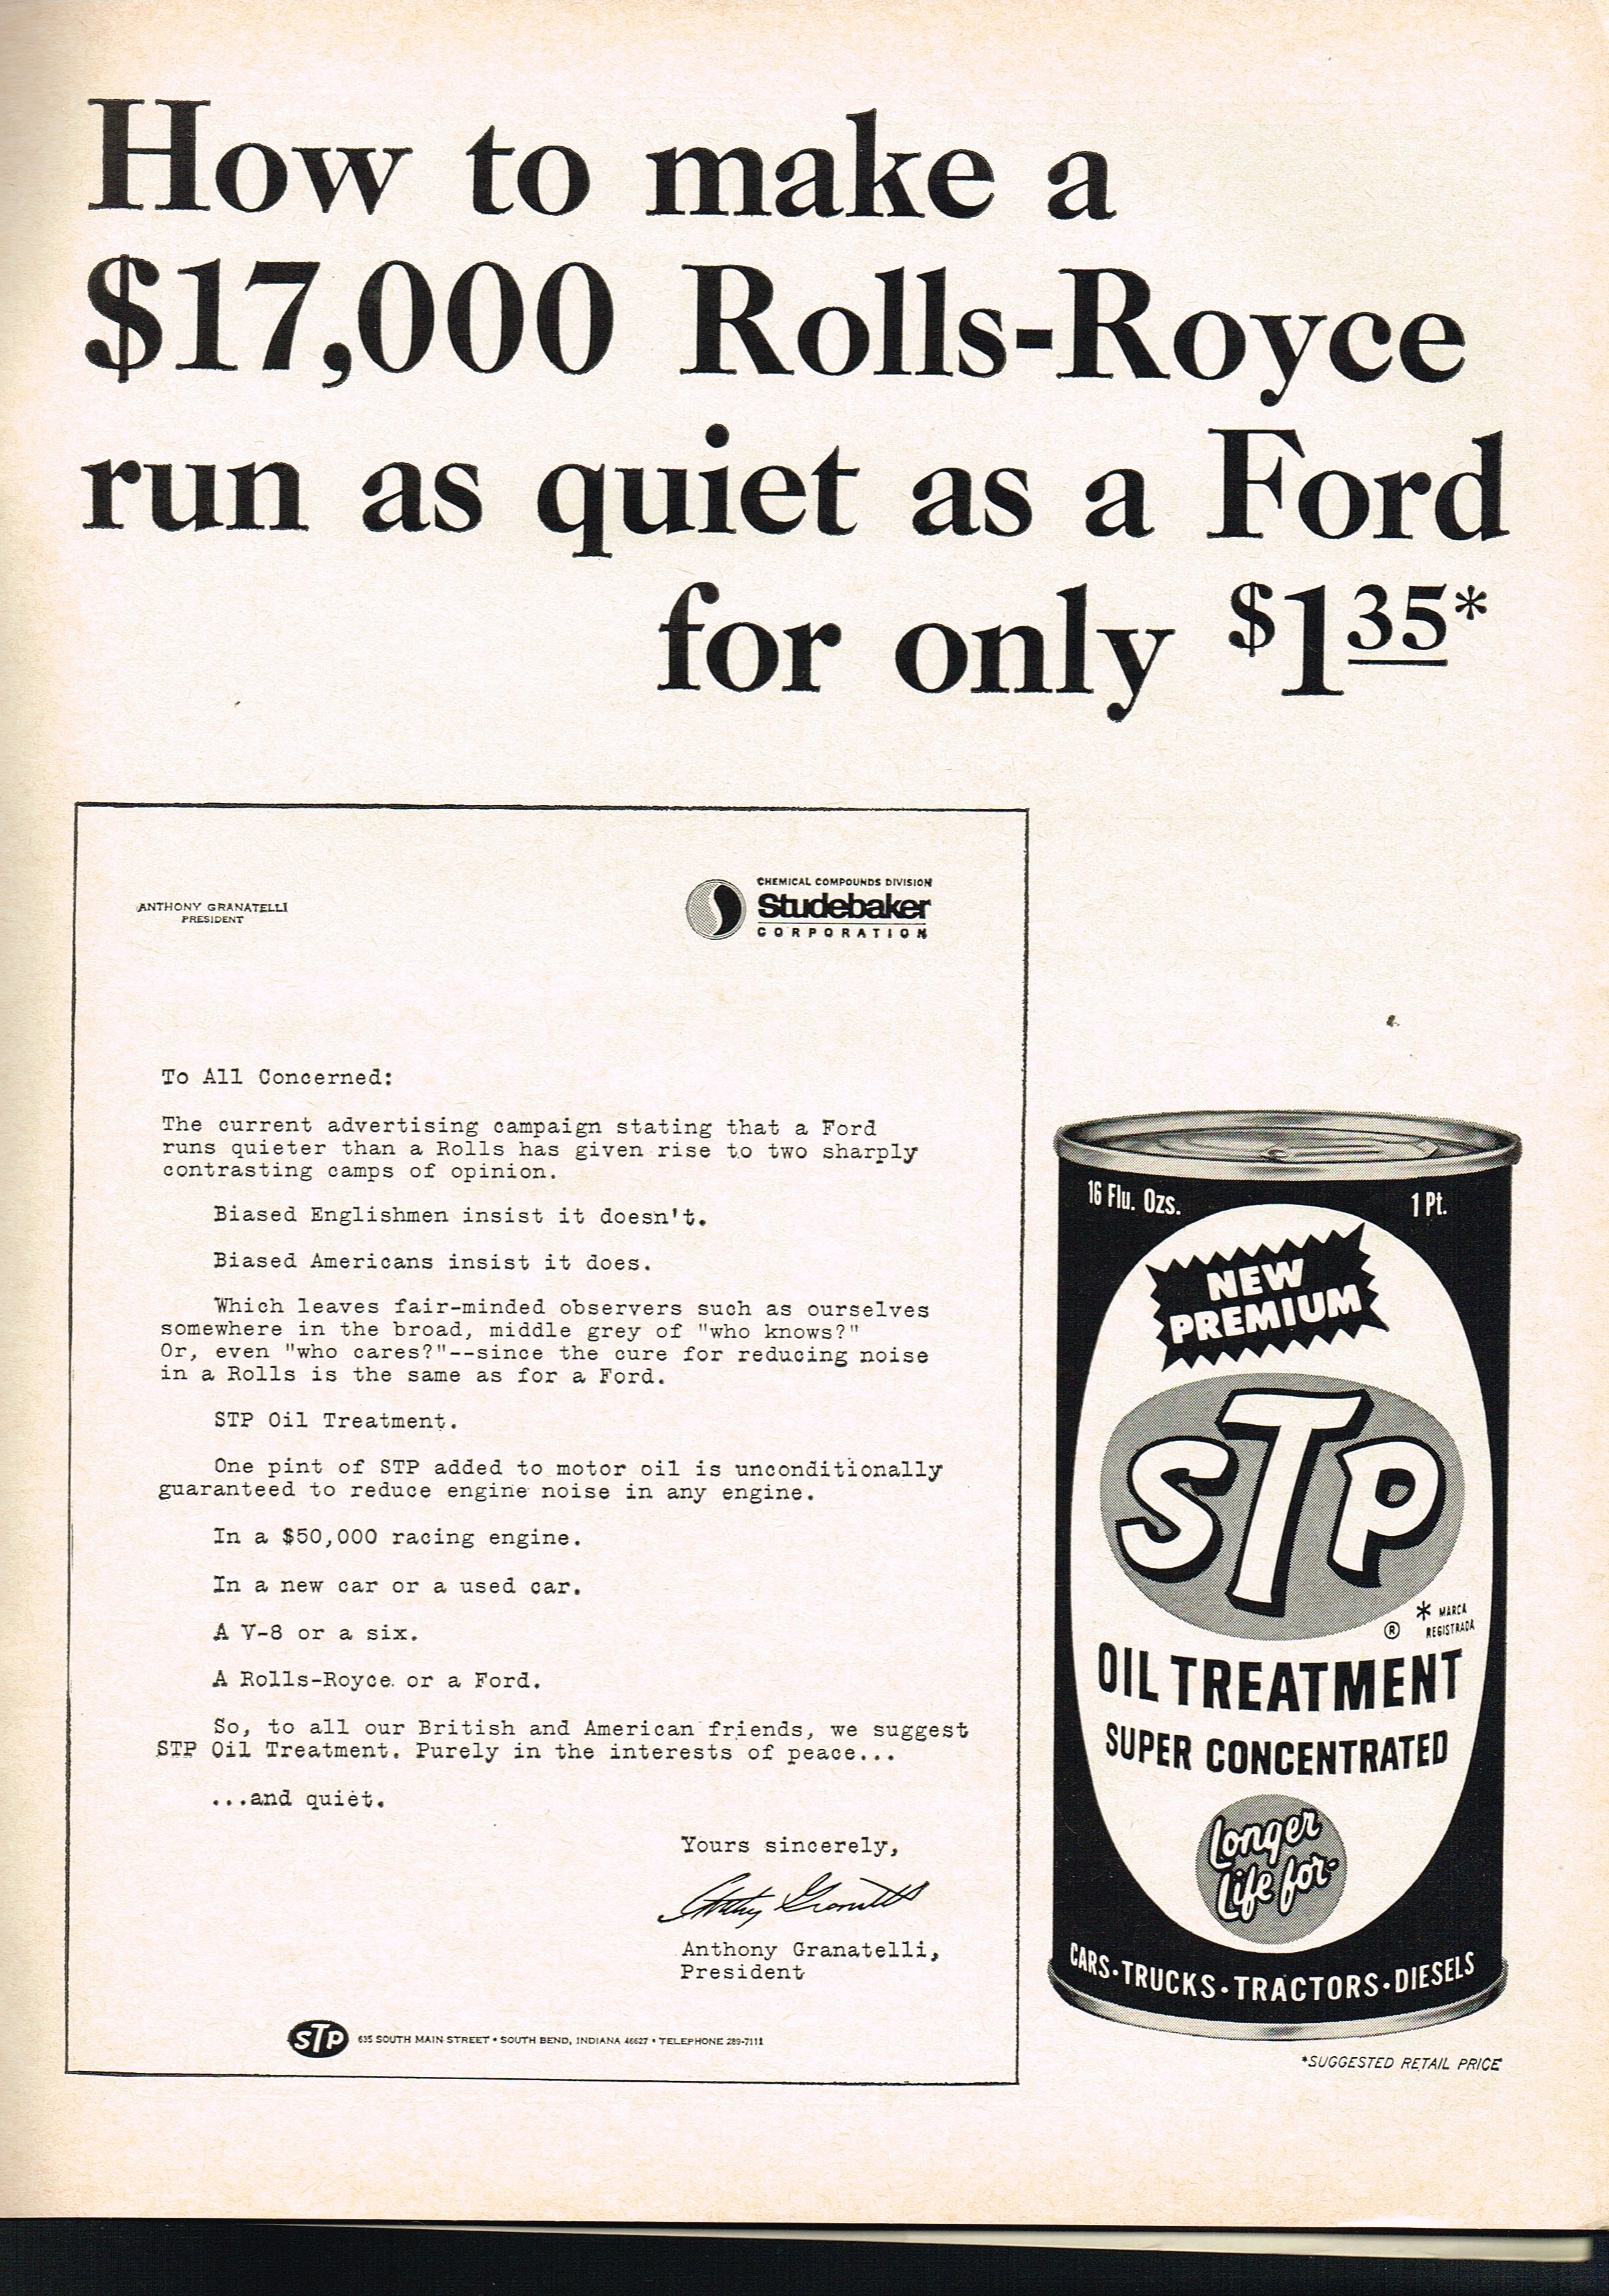 How to make a
$17,000 Rolls-Royce
run as quiet as a Ford
for only $1 35*
ANTHONY GRANATELLI
PRESIDENT
CHEMICAL COMPOUNDS DIVISION
Studebaker
CORPORATION
To All Concerned:
The current advertising campaign stating that a Ford
runs quieter than a Rolls has given rise to two sharply
contrasting camps of opinion.
Biased Englishmen insist it doesn't.
Biased Americans insist it does.
Which leaves fair-minded observers such as ourselves
somewhere in the broad, middle grey of "who knows?"
Or, even "who cares?"--since the cure for reducing noise
in a Rolls is the same as for a Ford.
STP Oil Treatment.
One pint of STP added to motor oil is unconditionally
guaranteed to reduce engine noise in any engine.
In a $50,000 racing engine.
In a new car or a used car.
A V-8 or a six.
A Rolls-Royce or a Ford.
So, to all our British and American friends, we suggest
STP Oil Treatment. Purely in the interests of peace...
...and quiet.
Yours sincerely,
Anthony Granatelli
Anthony Granatelli,
President
STP 635 SOUTH MAIN STREET • SOUTH BEND, INDIANA 46627 • TELEPHONE 289-7111
16 Flu. Ozs.
1 Pt.
NEW
PREMIUM
STP
® * MARCA
REGISTRADA
OIL TREATMENT
SUPER CONCENTRATED
Longer
Life for-
CARS•TRUCKS•TRACTORS•DIESELS
*SUGGESTED RETAIL PRICE